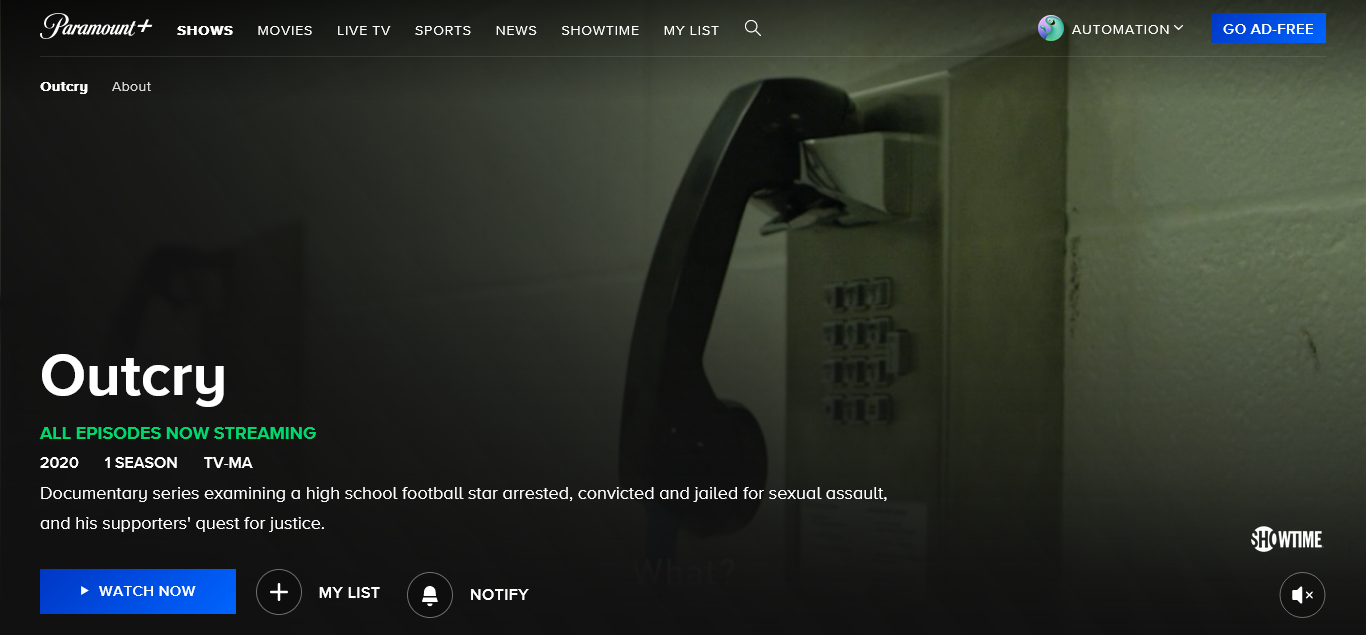 Paramount+ SHOWS MOVIES LIVE TV SPORTS NEWS SHOWTIME MY LIST AUTOMATION GO AD-FREE
Outcry About
Outcry
ALL EPISODES NOW STREAMING
2020 1 SEASON TV-MA
Documentary series examining a high school football star arrested, convicted and jailed for sexual assault,
and his supporters' quest for justice.
SHOWTIME
What?
WATCH NOW MY LIST NOTIFY